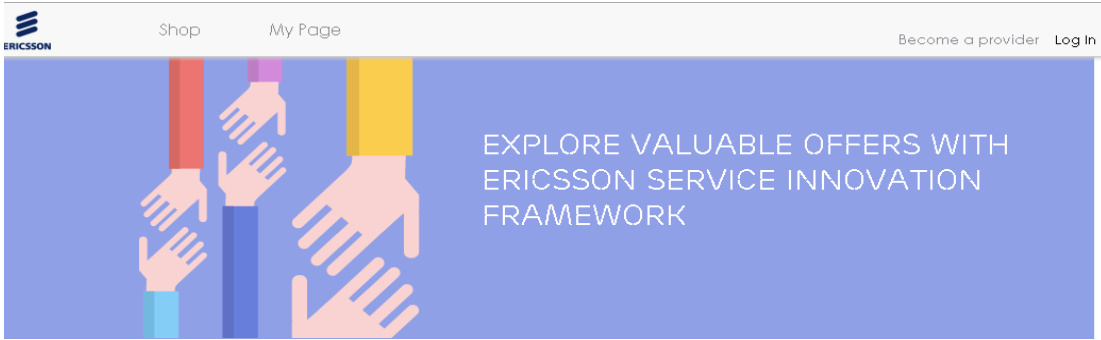 ERICSSON
Shop My Page
Become a provider Log In
EXPLORE VALUABLE OFFERS WITH
ERICSSON SERVICE INNOVATION
FRAMEWORK